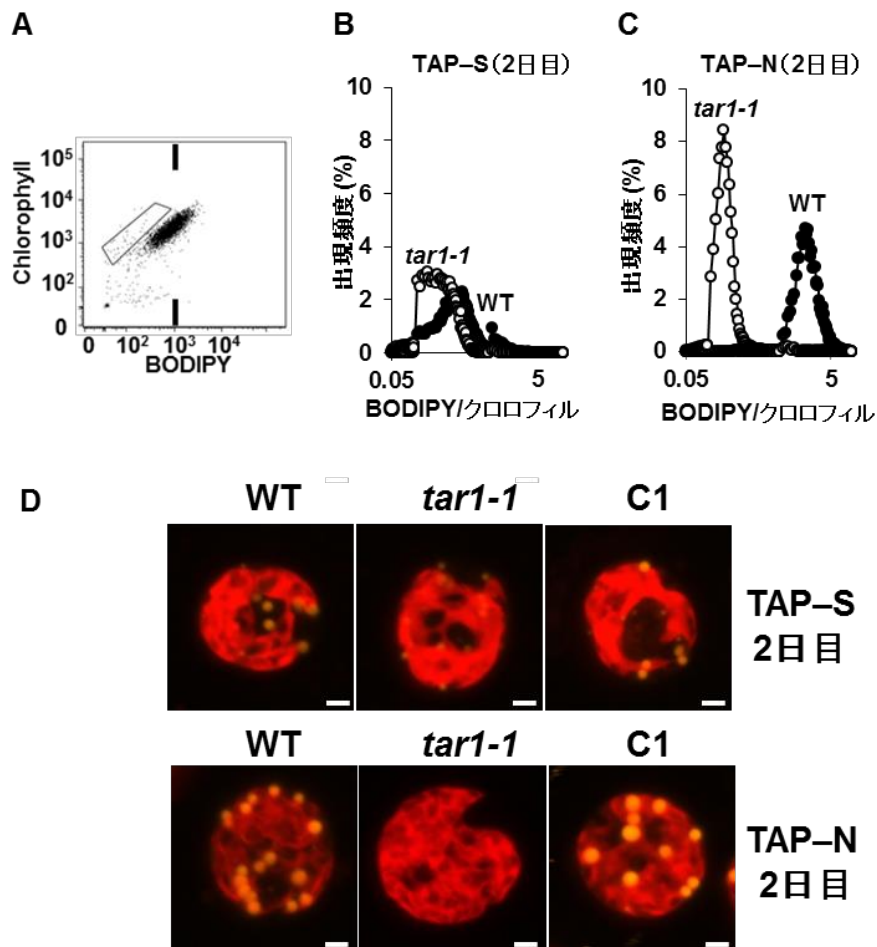 A
B
C
TAP–S(2日目)
TAP–N(2日目)
Chlorophyll
10⁵
10⁴
10³
10²
0
0 10² 10³ 10⁴
BODIPY
出現頻度 (%)
10
8
6
4
2
0
tar1-1
WT
0.05 5
BODIPY/クロロフィル
出現頻度 (%)
10
8
6
4
2
0
tar1-1
WT
0.05 5
BODIPY/クロロフィル
D
WT tar1-1 C1
TAP–S
2日目
WT tar1-1 C1
TAP–N
2日目